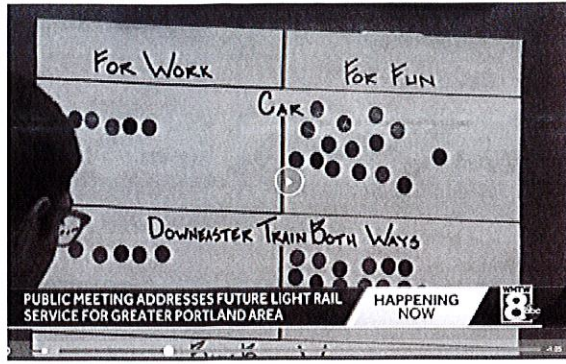 FOR WORK
FOR FUN
CAR
DOWNEASTER TRAIN BOTH WAYS
PUBLIC MEETING ADDRESSES FUTURE LIGHT RAIL
SERVICE FOR GREATER PORTLAND AREA
HAPPENING
NOW
WMTW
8
abc